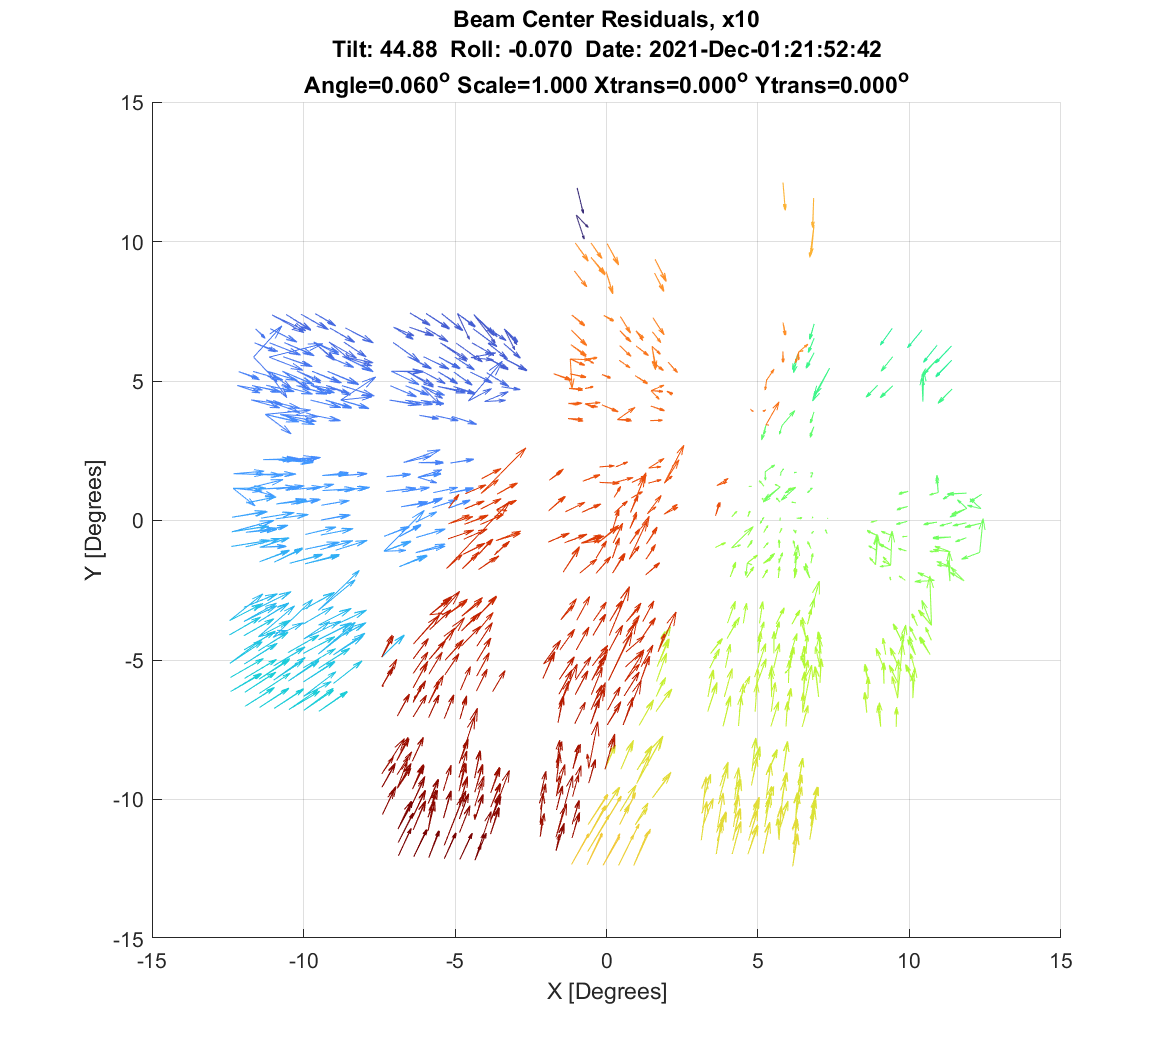 Beam Center Residuals, x10
Tilt: 44.88 Roll: -0.070 Date: 2021-Dec-01:21:52:42
Angle=0.060° Scale=1.000 Xtrans=0.000° Ytrans=0.000°
15
10
5
0
-5
-10
-15
Y [Degrees]
-15 -10 -5 0 5 10 15
X [Degrees]